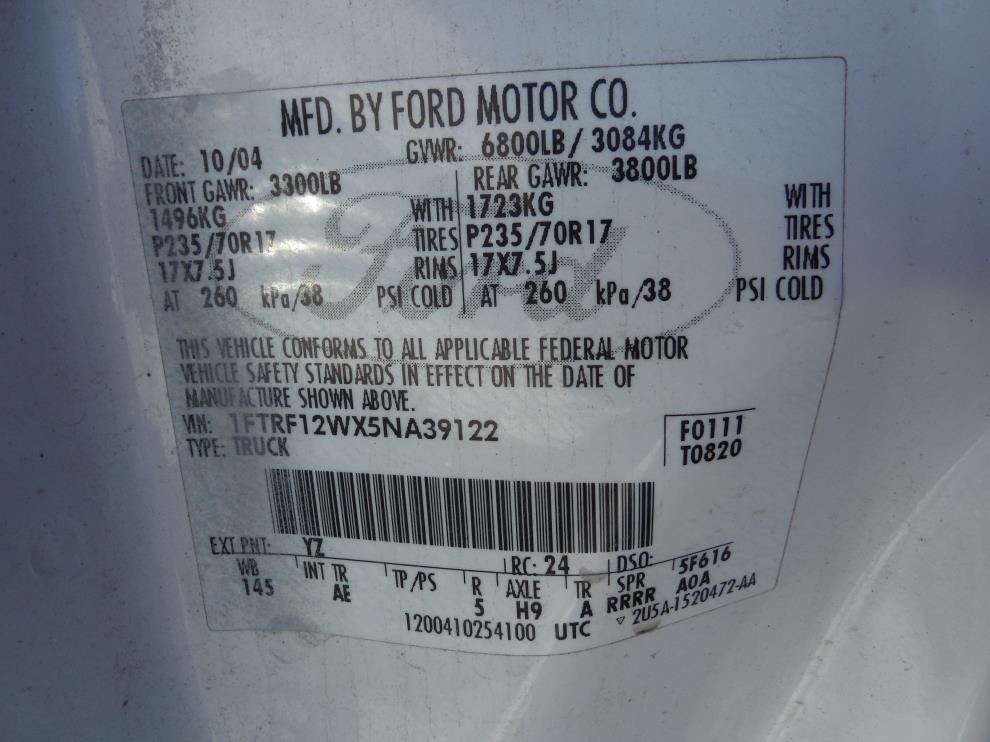 MFD. BY FORD MOTOR CO.
DATE: 10/04 GVWR: 6800LB / 3084KG
FRONT GAWR: 3300LB REAR GAWR: 3800LB
1496KG WITH 1723KG WITH
P235/70R17 TIRES P235/70R17 TIRES
17X7.5J RIMS 17X7.5J RIMS
AT 260 kPa/38 PSI COLD AT 260 kPa/38 PSI COLD
Ford
THIS VEHICLE CONFORMS TO ALL APPLICABLE FEDERAL MOTOR
VEHICLE SAFETY STANDARDS IN EFFECT ON THE DATE OF
MANUFACTURE SHOWN ABOVE.
VIN: 1FTRF12WX5NA39122 F0111
TYPE: TRUCK T0820
EXT PNT: YZ RC: 24 DSO: 5F616
WB INT TR TP/PS R AXLE TR SPR
145 AE 5 H9 A RRRR A0A
1200410254100 UTC ▽ 2U5A-1520472-AA